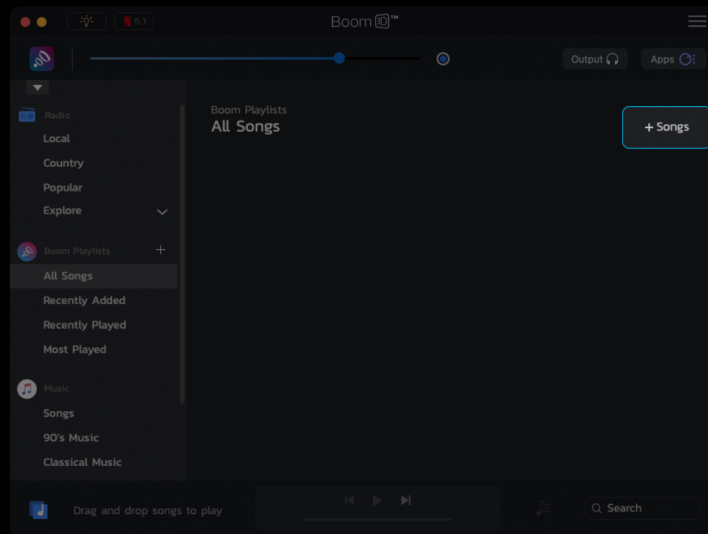 5.1
Boom 3D™
Output
Apps
Radio
Local
Country
Popular
Explore
Boom Playlists
All Songs
Recently Added
Recently Played
Most Played
Music
Songs
90's Music
Classical Music
Boom Playlists
All Songs
+ Songs
Drag and drop songs to play
Search